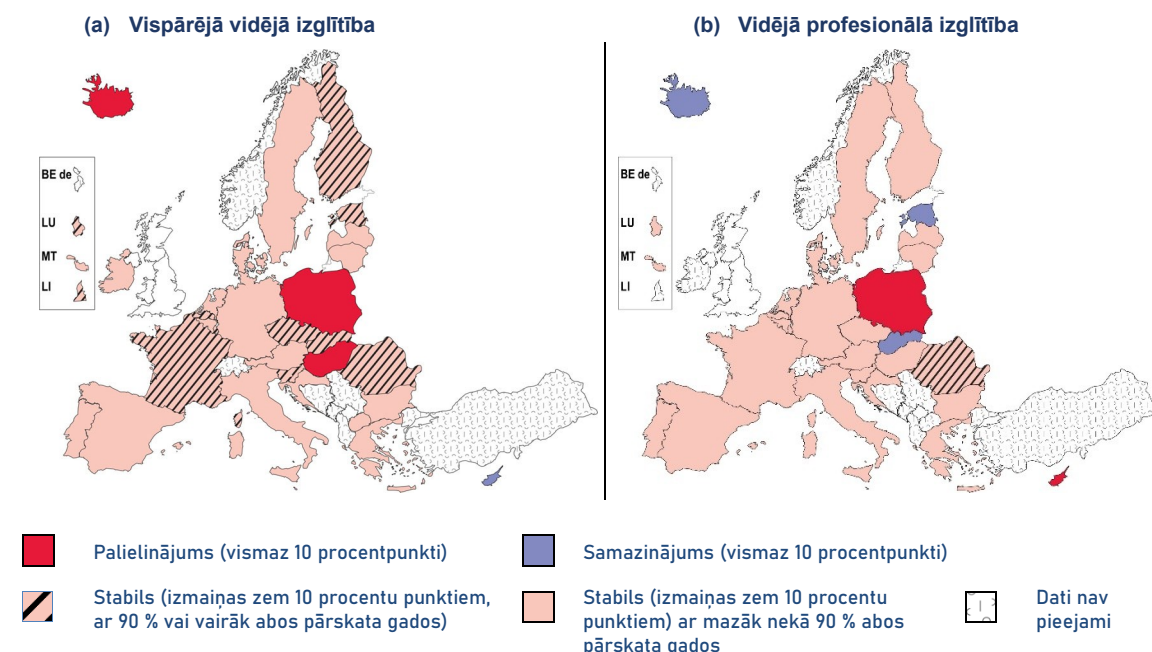 (a) Vispārējā vidējā izglītība
(b) Vidējā profesionālā izglītība
BE de
LU
MT
LI
BE de
LU
MT
LI
Palielinājums (vismaz 10 procentpunkti)
Samazinājums (vismaz 10 procentpunkti)
Stabils (izmaiņas zem 10 procentu punktiem,
ar 90 % vai vairāk abos pārskata gados)
Stabils (izmaiņas zem 10 procentu
punktiem) ar mazāk nekā 90 % abos
pārskata gados
Dati nav
pieejami